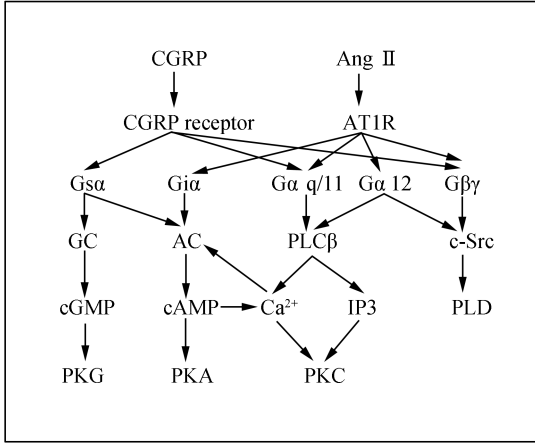 CGRP Ang Ⅱ
CGRP receptor AT1R
Gsα Giα Gα q/11 Gα 12 Gβγ
GC AC PLCβ c-Src
cGMP cAMP Ca²⁺ IP3 PLD
PKG PKA PKC